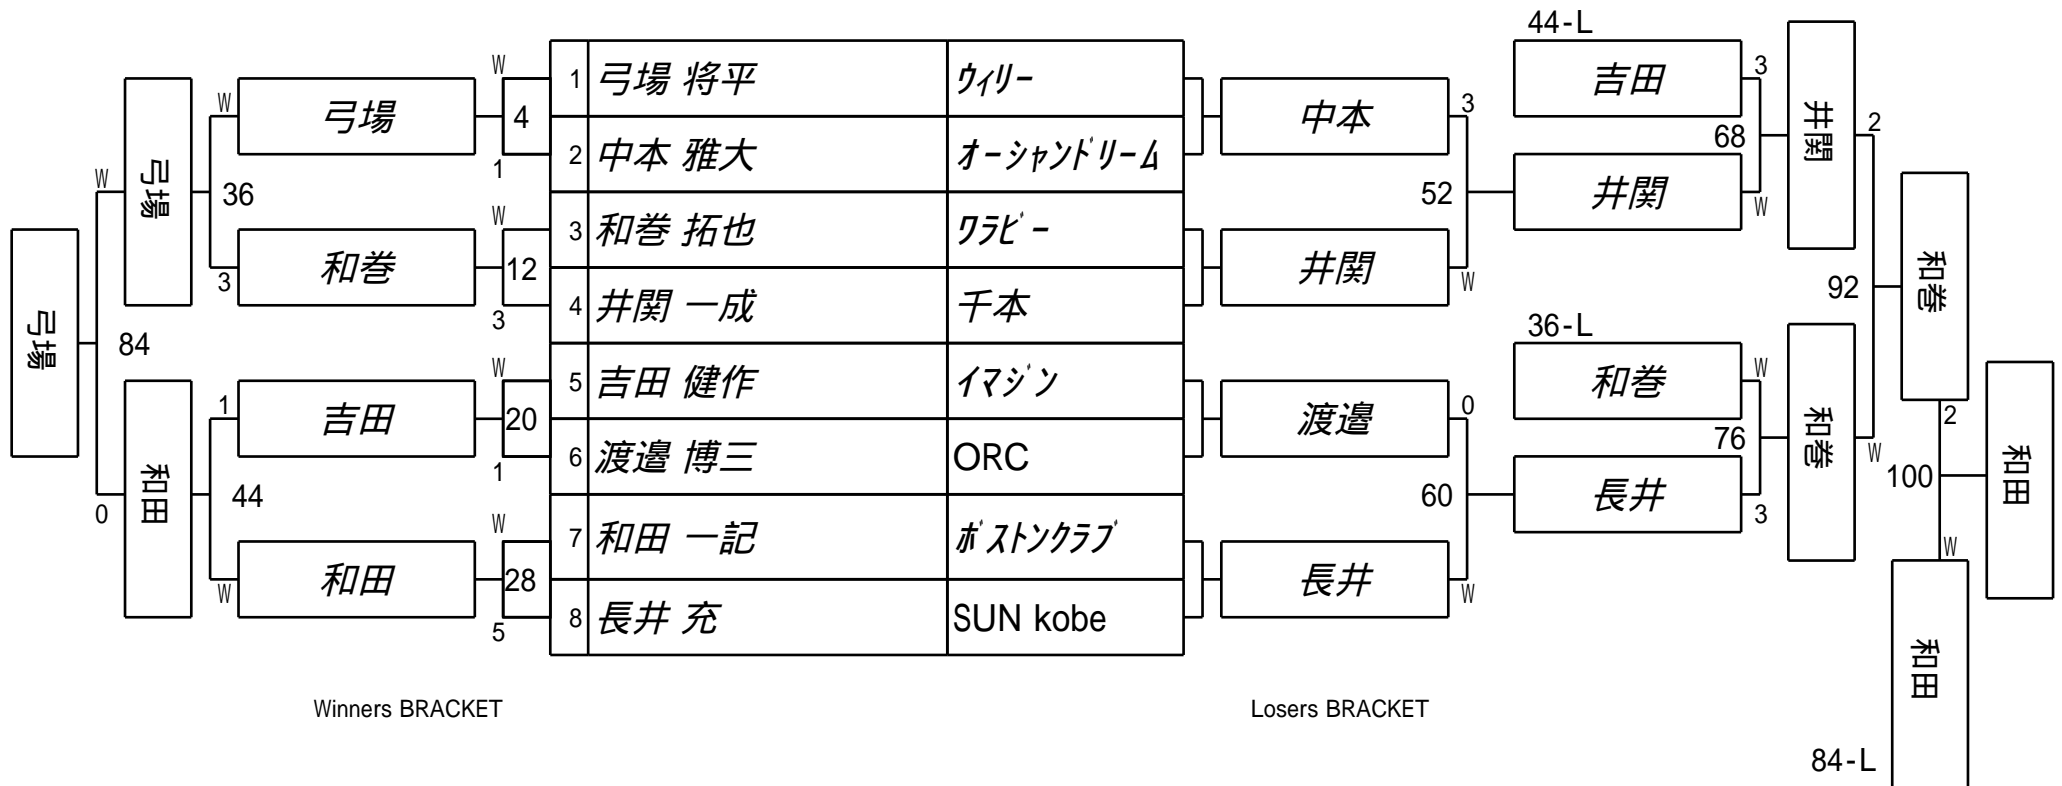 44-L
W
1 弓場 将平 ウィリー
吉田
3
W
弓場
4
中本
3
井関
2
1
2 中本 雅大 オーシャンドリーム
68
W
弓場
36
52
井関
W
W
3 和巻 拓也 ワラビー
和巻
12
井関
W
和巻
3
3
4 井関 一成 千本
92
弓場
84
36-L
W
5 吉田 健作 イマジン
和巻
W
1
吉田
20
渡邉
0
和巻
2
1
6 渡邉 博三 ORC
76
W
和田
44
60
長井
3
100
和田
0
W
7 和田 一記 ボストンクラブ
W
和田
28
長井
W
W
5
8 長井 充 SUN kobe
和田
Winners BRACKET
Losers BRACKET
84-L